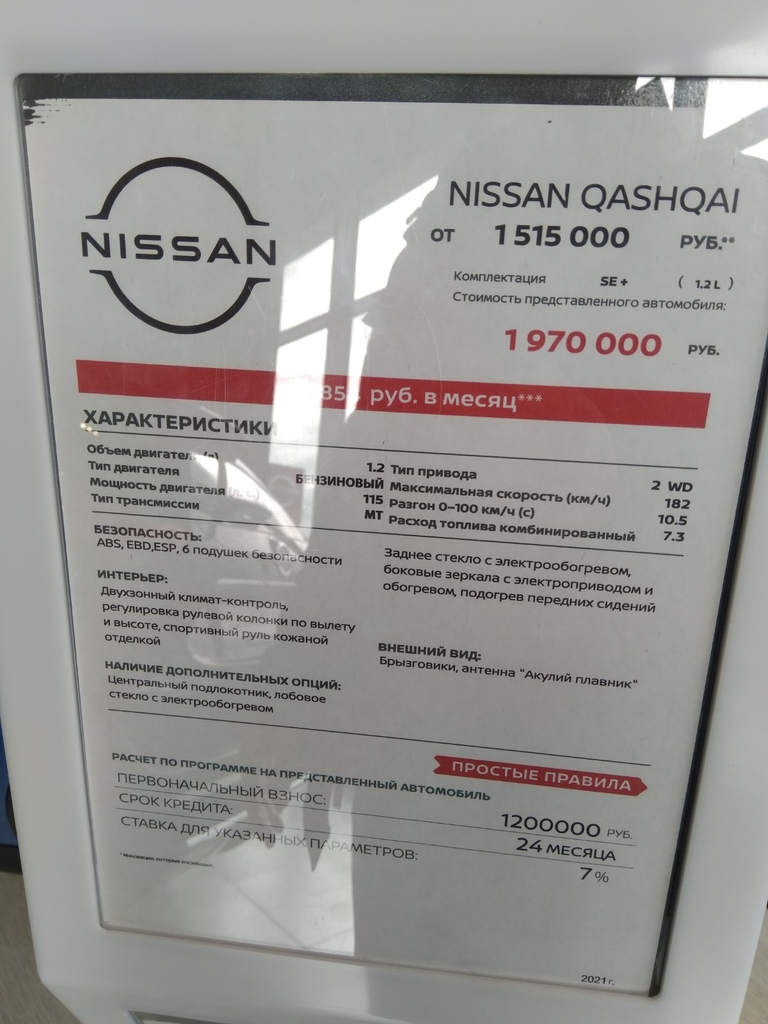 NISSAN
NISSAN QASHQAI
ОТ 1 515 000 РУБ.**
Комплектация SE + ( 1.2 L )
Стоимость представленного автомобиля:
1 970 000 РУБ.
руб. в месяц***
ХАРАКТЕРИСТИКИ
Объем двигателя (л) 1.2
Тип двигателя БЕНЗИНОВЫЙ
Мощность двигателя (л. с.) 115
Тип трансмиссии МТ
Тип привода 2 WD
Максимальная скорость (км/ч) 182
Разгон 0–100 км/ч (с) 10.5
Расход топлива комбинированный 7.3
БЕЗОПАСНОСТЬ:
ABS, EBD,ESP, 6 подушек безопасности
ИНТЕРЬЕР:
Двухзонный климат-контроль,
регулировка рулевой колонки по вылету
и высоте, спортивный руль кожаной
отделкой
НАЛИЧИЕ ДОПОЛНИТЕЛЬНЫХ ОПЦИЙ:
Центральный подлокотник, лобовое
стекло с электрообогревом
Заднее стекло с электрообогревом,
боковые зеркала с электроприводом и
обогревом, подогрев передних сидений
ВНЕШНИЙ ВИД:
Брызговики, антенна "Акулий плавник"
ПРОСТЫЕ ПРАВИЛА
РАСЧЕТ ПО ПРОГРАММЕ НА ПРЕДСТАВЛЕННЫЙ АВТОМОБИЛЬ
ПЕРВОНАЧАЛЬНЫЙ ВЗНОС: 1200000 РУБ.
СРОК КРЕДИТА: 24 МЕСЯЦА
СТАВКА ДЛЯ УКАЗАННЫХ ПАРАМЕТРОВ: 7 %
2021 г.